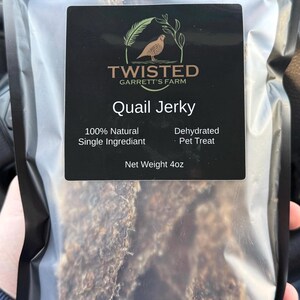 TWISTED
GARRETT'S FARM
Quail Jerky
100% Natural
Single Ingrediant
Dehydrated
Pet Treat
Net Weight 4oz